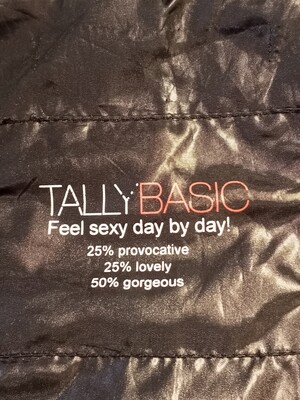 TALLY BASIC
Feel sexy day by day!
25% provocative
25% lovely
50% gorgeous